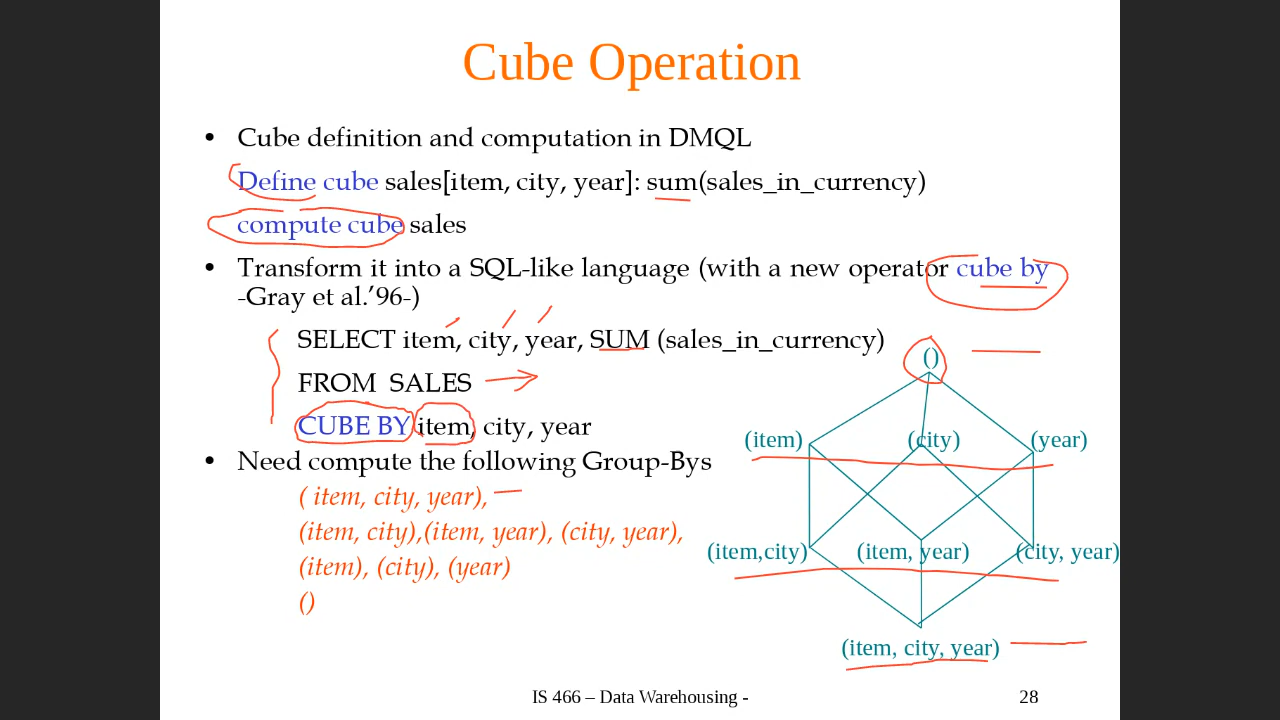 Cube Operation
• Cube definition and computation in DMQL
Define cube sales[item, city, year]: sum(sales_in_currency)
compute cube sales
• Transform it into a SQL-like language (with a new operator cube by
-Gray et al.’96-)
SELECT item, city, year, SUM (sales_in_currency)
FROM SALES
CUBE BY item, city, year
• Need compute the following Group-Bys
( item, city, year),
(item, city),(item, year), (city, year),
(item), (city), (year)
()
()
(item) (city) (year)
(item,city) (item, year) (city, year)
(item, city, year)
IS 466 – Data Warehousing - 28